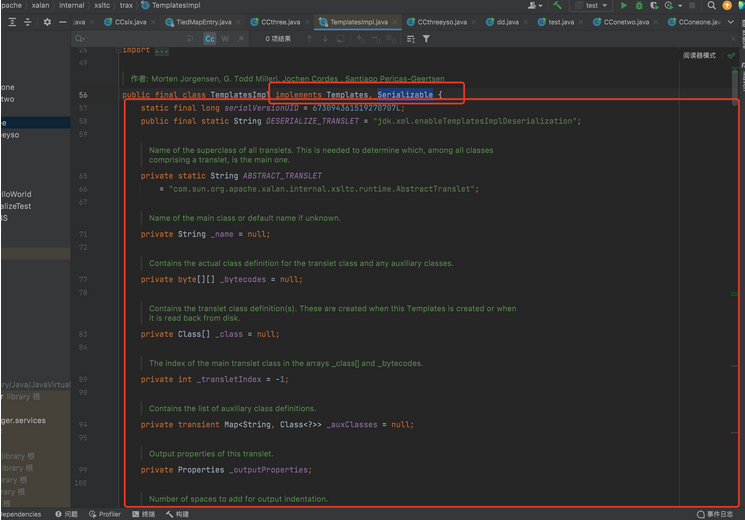 pache
xalan
internal
xsltc
trax
TemplatesImpl
test
java
CCsix.java
TiedMapEntry.java
CCthree.java
TemplatesImpl.java
CCthreeyso.java
dd.java
test.java
CConetwo.java
CConeone.jav
Cc
W
0 项结果
阅读器模式
26 import ...
49
作者: Morten Jorgensen, G. Todd Milleri, Jochen Cordes , Santiago Pericas-Geertsen
56 public final class TemplatesImpl implements Templates, Serializable {
57 static final long serialVersionUID = 673094361519270707L;
58 public final static String DESERIALIZE_TRANSLET = "jdk.xml.enableTemplatesImplDeserialization";
59
Name of the superclass of all translets. This is needed to determine which, among all classes
comprising a translet, is the main one.
65 private static String ABSTRACT_TRANSLET
66 = "com.sun.org.apache.xalan.internal.xsltc.runtime.AbstractTranslet";
67
Name of the main class or default name if unknown.
71 private String _name = null;
72
Contains the actual class definition for the translet class and any auxiliary classes.
77 private byte[][] _bytecodes = null;
78
Contains the translet class definition(s). These are created when this Templates is created or when
it is read back from disk.
83 private Class[] _class = null;
84
The index of the main translet class in the arrays _class[] and _bytecodes.
89 private int _transletIndex = -1;
90
Contains the list of auxiliary class definitions.
94 private transient Map<String, Class<?>> _auxClasses = null;
95
Output properties of this translet.
99 private Properties _outputProperties;
100
Number of spaces to add for output indentation.
one
two
e
eyso
lloWorld
alizeTest
NS
ry/Java/JavaVirtual
r library 根
ger.services
library 根
library 根
library 根
rary 根
library 根
Dependencies
问题
Profiler
终端
构建
事件日志